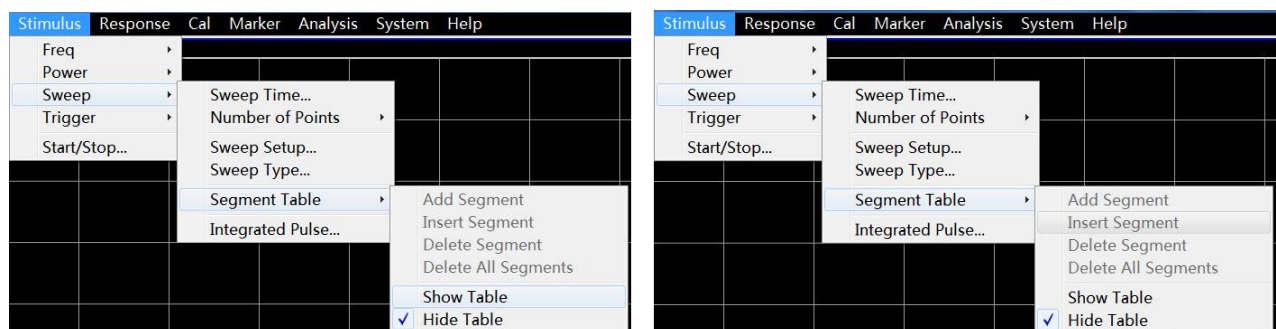 Stimulus Response Cal Marker Analysis System Help
Freq
Power
Sweep
Trigger
Start/Stop...
Sweep Time...
Number of Points
Sweep Setup...
Sweep Type...
Segment Table
Integrated Pulse...
Add Segment
Insert Segment
Delete Segment
Delete All Segments
Show Table
Hide Table
Stimulus Response Cal Marker Analysis System Help
Freq
Power
Sweep
Trigger
Start/Stop...
Sweep Time...
Number of Points
Sweep Setup...
Sweep Type...
Segment Table
Integrated Pulse...
Add Segment
Insert Segment
Delete Segment
Delete All Segments
Show Table
Hide Table